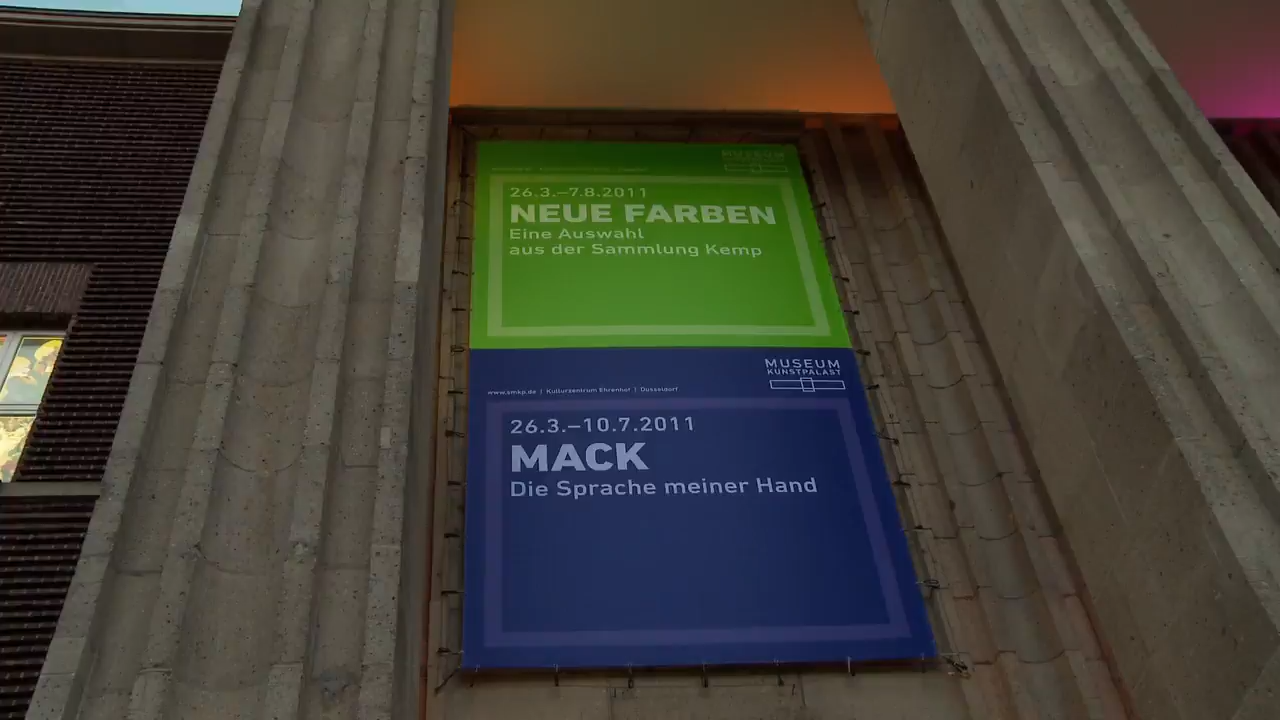 MUSEUM
26.3.–7.8.2011
NEUE FARBEN
Eine Auswahl
aus der Sammlung Kemp
MUSEUM
KUNSTPALAST
www.smkp.de | Kulturzentrum Ehrenhof | Düsseldorf
26.3.–10.7.2011
MACK
Die Sprache meiner Hand